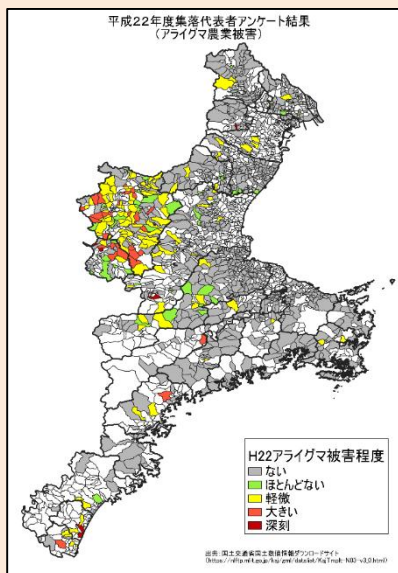 平成22年度集落代表者アンケート結果
（アライグマ農業被害）
H22アライグマ被害程度
ない
ほとんどない
軽微
大きい
深刻
出典：国土交通省国土数値情報ダウンロードサイト